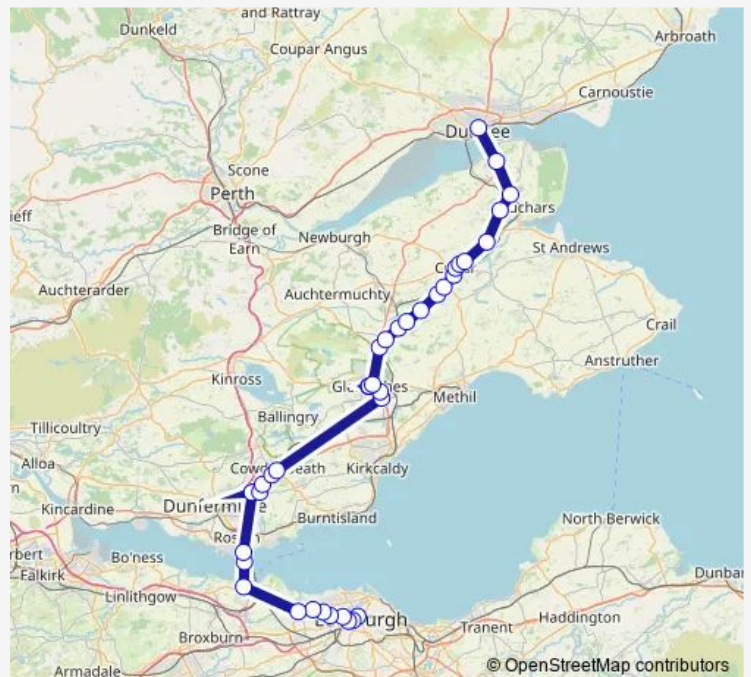 and Rattray
Dunkeld
Coupar Angus
Arbroath
Carnoustie
Scone
Perth
ieff
Bridge of
Earn
Newburgh
uchars
St Andrews
Auchterarder
Auchtermuchty
Crail
Anstruther
Kinross
Methil
Ballingry
Tillicoultry
Alloa
Kirkcaldy
Kincardine
Burntisland
North Berwick
Bo'ness
Falkirk
Linlithgow
Dunbar
Haddington
Tranent
Broxburn
Armadale
© OpenStreetMap contributors